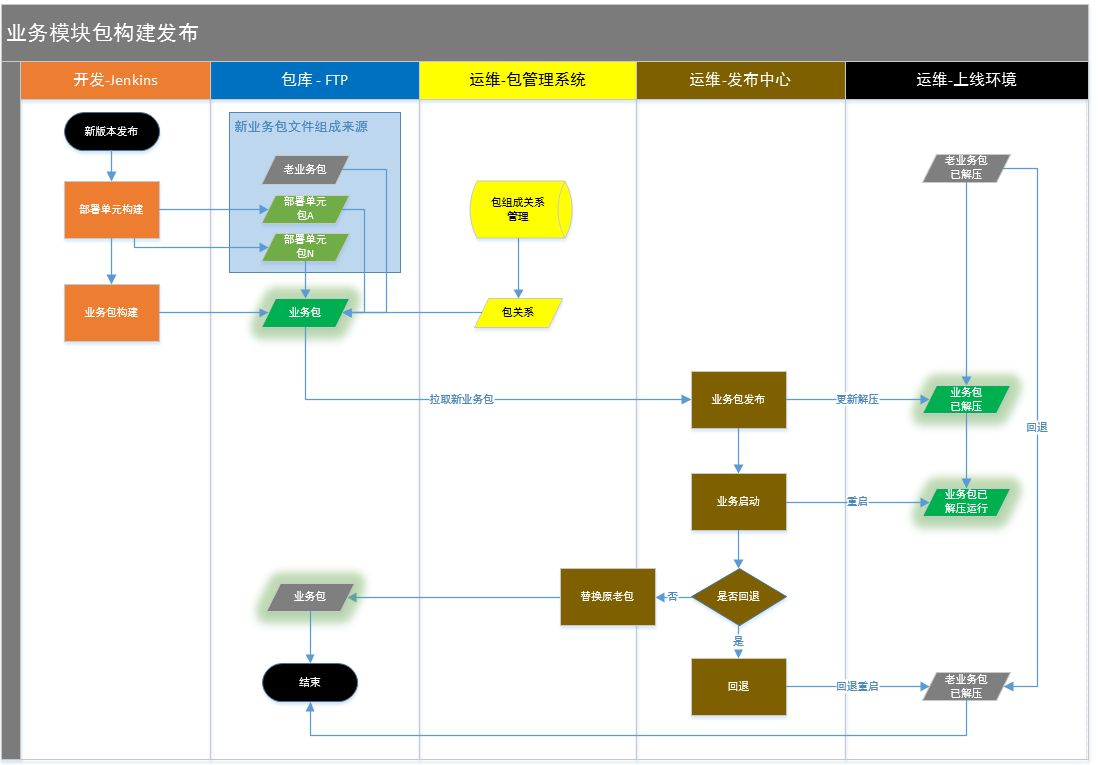 业务模块包构建发布
开发-Jenkins
包库 - FTP
运维-包管理系统
运维-发布中心
运维-上线环境
新版本发布
新业务包文件组成来源
老业务包
老业务包
已解压
部署单元构建
部署单元
包A
包组成关系
管理
部署单元
包N
业务包构建
业务包
包关系
拉取新业务包
业务包发布
更新解压
业务包
已解压
回退
业务启动
重启
业务包已
解压运行
业务包
替换原老包
否
是否回退
是
结束
回退
回退重启
老业务包
已解压